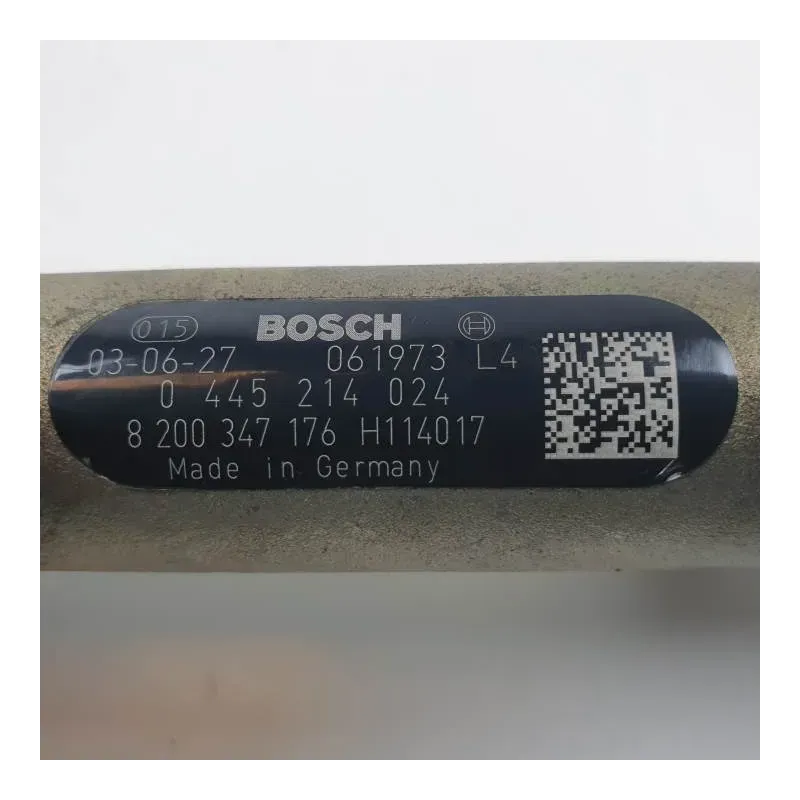 015 BOSCH H
03-06-27 061973 L4
0 445 214 024
8 200 347 176 H114017
Made in Germany